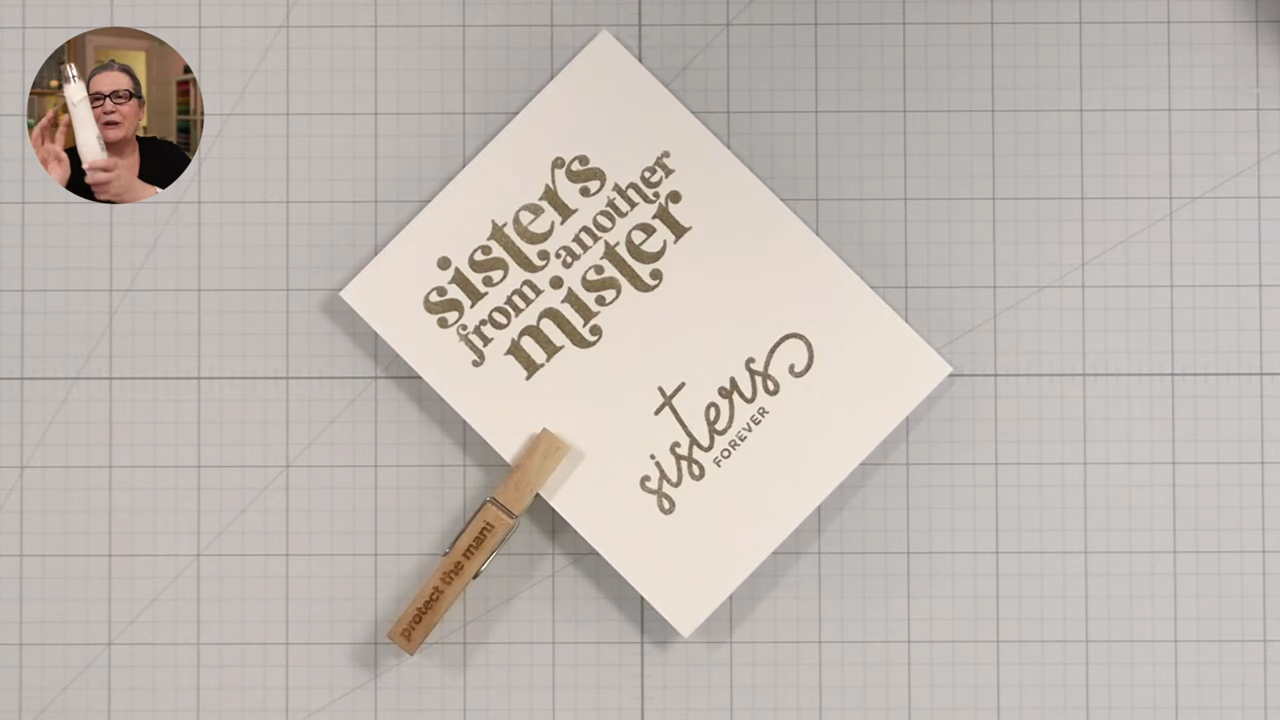 sisters
from another
mister
sisters
FOREVER
protect the mani